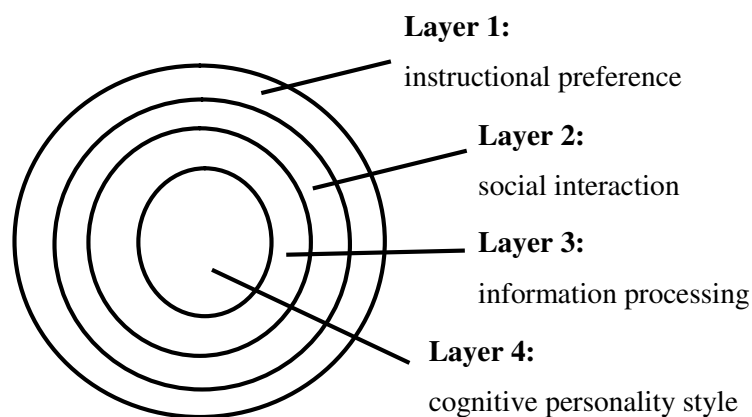 Layer 1:
instructional preference
Layer 2:
social interaction
Layer 3:
information processing
Layer 4:
cognitive personality style